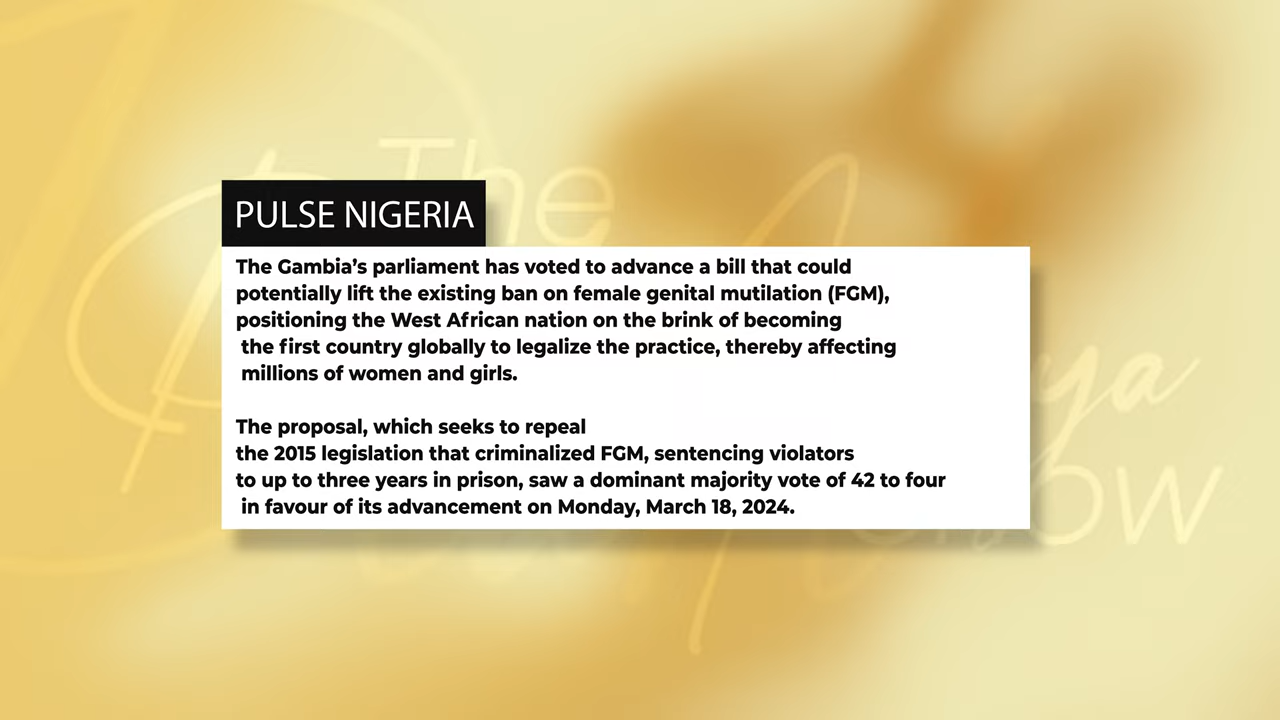 The
PULSE NIGERIA
The Gambia's parliament has voted to advance a bill that could
potentially lift the existing ban on female genital mutilation (FGM),
positioning the West African nation on the brink of becoming
the first country globally to legalize the practice, thereby affecting
millions of women and girls.
The proposal, which seeks to repeal
the 2015 legislation that criminalized FGM, sentencing violators
to up to three years in prison, saw a dominant majority vote of 42 to four
in favour of its advancement on Monday, March 18, 2024.